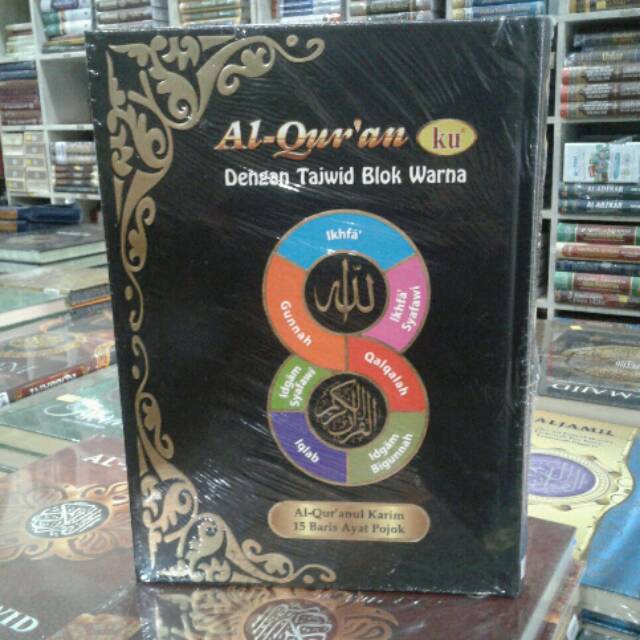 Al-Qur'an ku®
Dengan Tajwid Blok Warna
Ikhfa'
Gunnah
الله
Ikhfa'
Syafawi
Qalqalah
Idgam
Syafawi
القرآن الكريم
Iqlab
Idgam
Bigunnah
Al-Qur'anul Karim
15 Baris Ayat Pojok
ALJAMIL